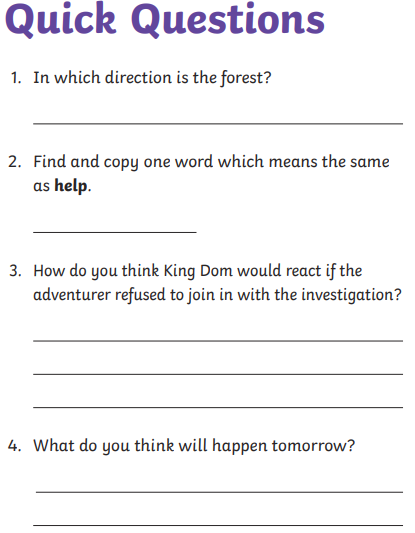 Quick Questions
1. In which direction is the forest?
2. Find and copy one word which means the same
as help.
3. How do you think King Dom would react if the
adventurer refused to join in with the investigation?
4. What do you think will happen tomorrow?